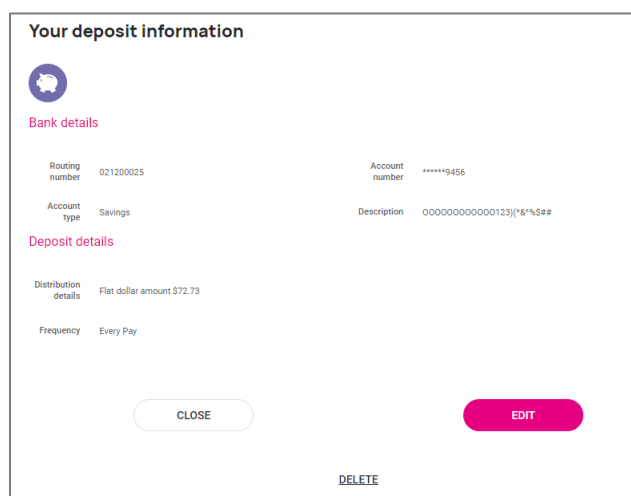 Your deposit information
Bank details
Routing number 021200025
Account number ******9456
Account type Savings
Description OOOOOOOOOOOOO123)(*&^%$##
Deposit details
Distribution details Flat dollar amount $72.73
Frequency Every Pay
CLOSE
EDIT
DELETE